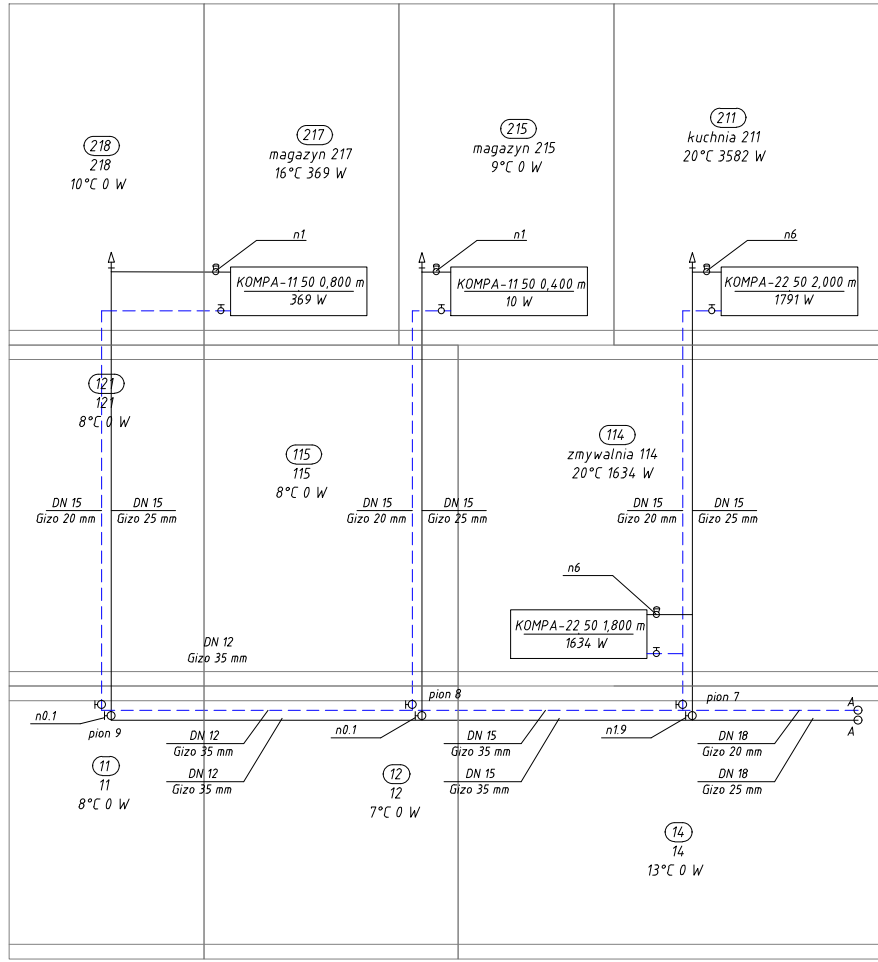 218
218
10°C 0 W
217
magazyn 217
16°C 369 W
215
magazyn 215
9°C 0 W
211
kuchnia 211
20°C 3582 W
n1
n1
n6
KOMPA-11 50 0,800 m
369 W
KOMPA-11 50 0,400 m
10 W
KOMPA-22 50 2,000 m
1791 W
121
121
8°C 0 W
115
115
8°C 0 W
114
zmywalnia 114
20°C 1634 W
DN 15
Gizo 20 mm
DN 15
Gizo 25 mm
DN 15
Gizo 20 mm
DN 15
Gizo 25 mm
DN 15
Gizo 20 mm
DN 15
Gizo 25 mm
n6
KOMPA-22 50 1,800 m
1634 W
DN 12
Gizo 35 mm
pion 8
pion 7
A
n0.1
pion 9
n0.1
n1.9
A
DN 12
Gizo 35 mm
DN 15
Gizo 35 mm
DN 18
Gizo 20 mm
DN 12
Gizo 35 mm
DN 15
Gizo 35 mm
DN 18
Gizo 25 mm
11
11
8°C 0 W
12
12
7°C 0 W
14
14
13°C 0 W